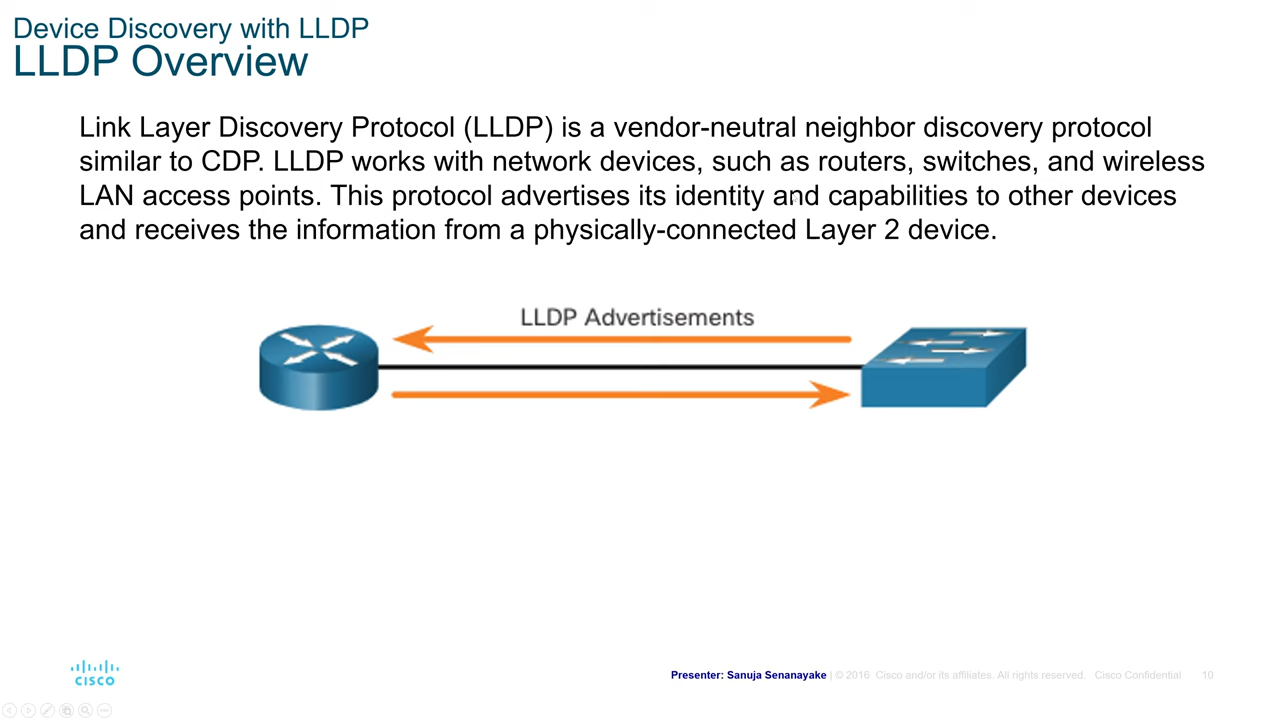 Device Discovery with LLDP
LLDP Overview
Link Layer Discovery Protocol (LLDP) is a vendor-neutral neighbor discovery protocol
similar to CDP. LLDP works with network devices, such as routers, switches, and wireless
LAN access points. This protocol advertises its identity and capabilities to other devices
and receives the information from a physically-connected Layer 2 device.
LLDP Advertisements
CISCO
Presenter: Sanuja Senanayake | © 2016 Cisco and/or its affiliates. All rights reserved. Cisco Confidential 10